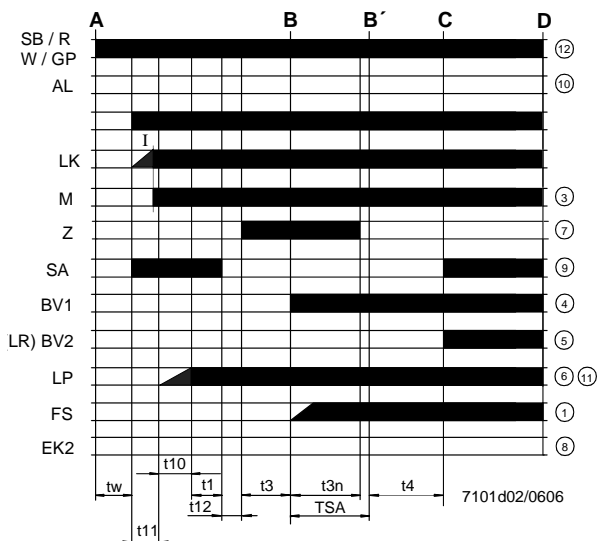 A B B´ C D
SB / R
W / GP
12
AL
10
I
LK
M
3
Z
7
SA
9
BV1
4
LR) BV2
5
LP
6 11
FS
1
EK2
8
t10
tw t1 t3 t3n t4
7101d02/0606
t12 TSA
t11